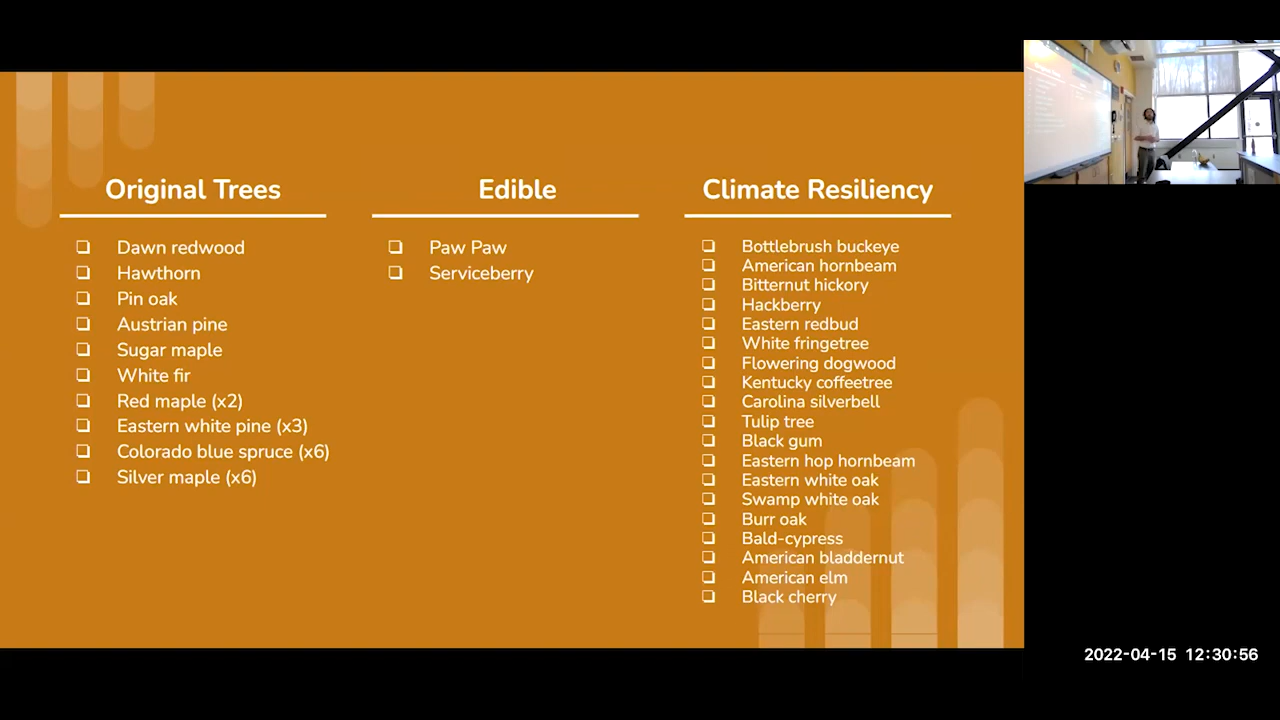 Original Trees
❏ Dawn redwood
❏ Hawthorn
❏ Pin oak
❏ Austrian pine
❏ Sugar maple
❏ White fir
❏ Red maple (x2)
❏ Eastern white pine (x3)
❏ Colorado blue spruce (x6)
❏ Silver maple (x6)
Edible
❏ Paw Paw
❏ Serviceberry
Climate Resiliency
❏ Bottlebrush buckeye
❏ American hornbeam
❏ Bitternut hickory
❏ Hackberry
❏ Eastern redbud
❏ White fringetree
❏ Flowering dogwood
❏ Kentucky coffeetree
❏ Carolina silverbell
❏ Tulip tree
❏ Black gum
❏ Eastern hop hornbeam
❏ Eastern white oak
❏ Swamp white oak
❏ Burr oak
❏ Bald-cypress
❏ American bladdernut
❏ American elm
❏ Black cherry
2022-04-15 12:30:56